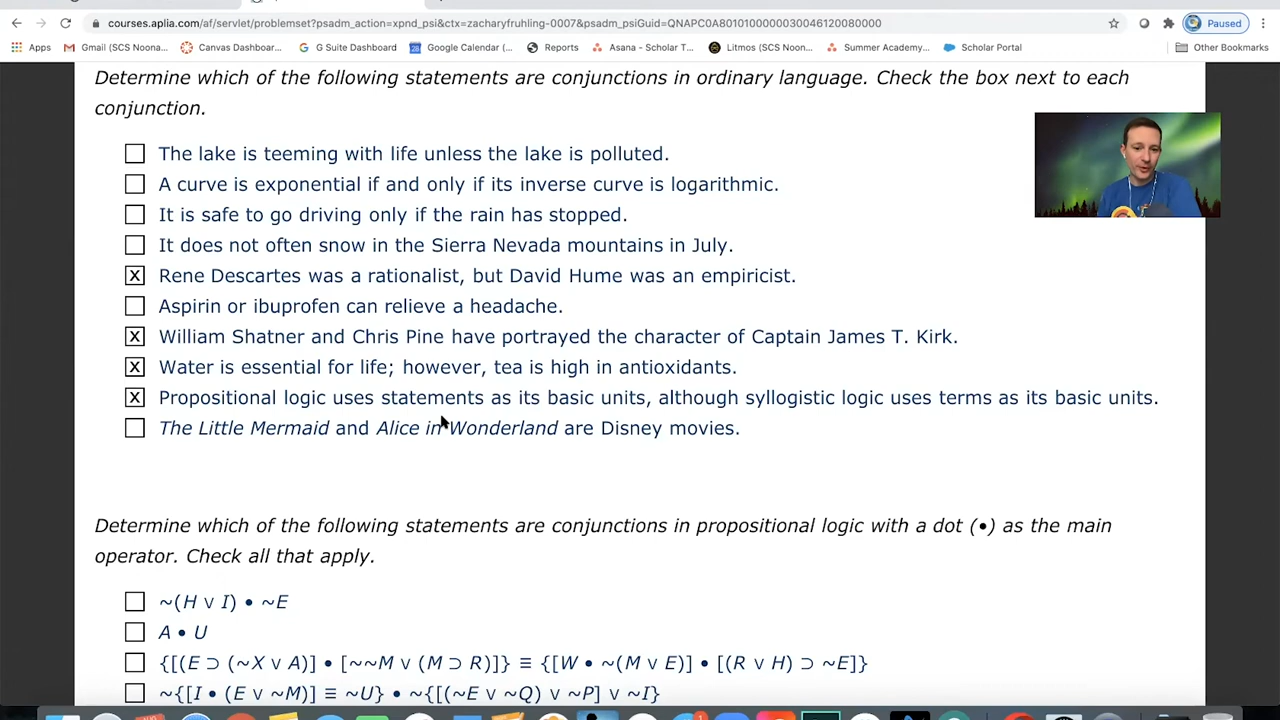 courses.aplia.com/af/servlet/problemset?psadm_action=xpnd_psi&ctx=zacharyfruhling-0007&psadm_psiGuid=QNAPC0A80101000000030046120080000
Paused
Apps Gmail (SCS Noona... Canvas Dashboar... G Suite Dashboard Google Calendar (... Reports Asana - Scholar T... Litmos (SCS Noon... Summer Academy... Scholar Portal Other Bookmarks
Determine which of the following statements are conjunctions in ordinary language. Check the box next to each
conjunction.
The lake is teeming with life unless the lake is polluted.
A curve is exponential if and only if its inverse curve is logarithmic.
It is safe to go driving only if the rain has stopped.
It does not often snow in the Sierra Nevada mountains in July.
X Rene Descartes was a rationalist, but David Hume was an empiricist.
Aspirin or ibuprofen can relieve a headache.
X William Shatner and Chris Pine have portrayed the character of Captain James T. Kirk.
X Water is essential for life; however, tea is high in antioxidants.
X Propositional logic uses statements as its basic units, although syllogistic logic uses terms as its basic units.
The Little Mermaid and Alice in Wonderland are Disney movies.
Determine which of the following statements are conjunctions in propositional logic with a dot (•) as the main
operator. Check all that apply.
~(H v I) • ~E
A • U
{[(E ⊃ (~X v A)] • [~~M v (M ⊃ R)]} ≡ {[W • ~(M v E)] • [(R v H) ⊃ ~E]}
~{[I • (E v ~M)] ≡ ~U} • ~{[(~E v ~Q) v ~P] v ~I}